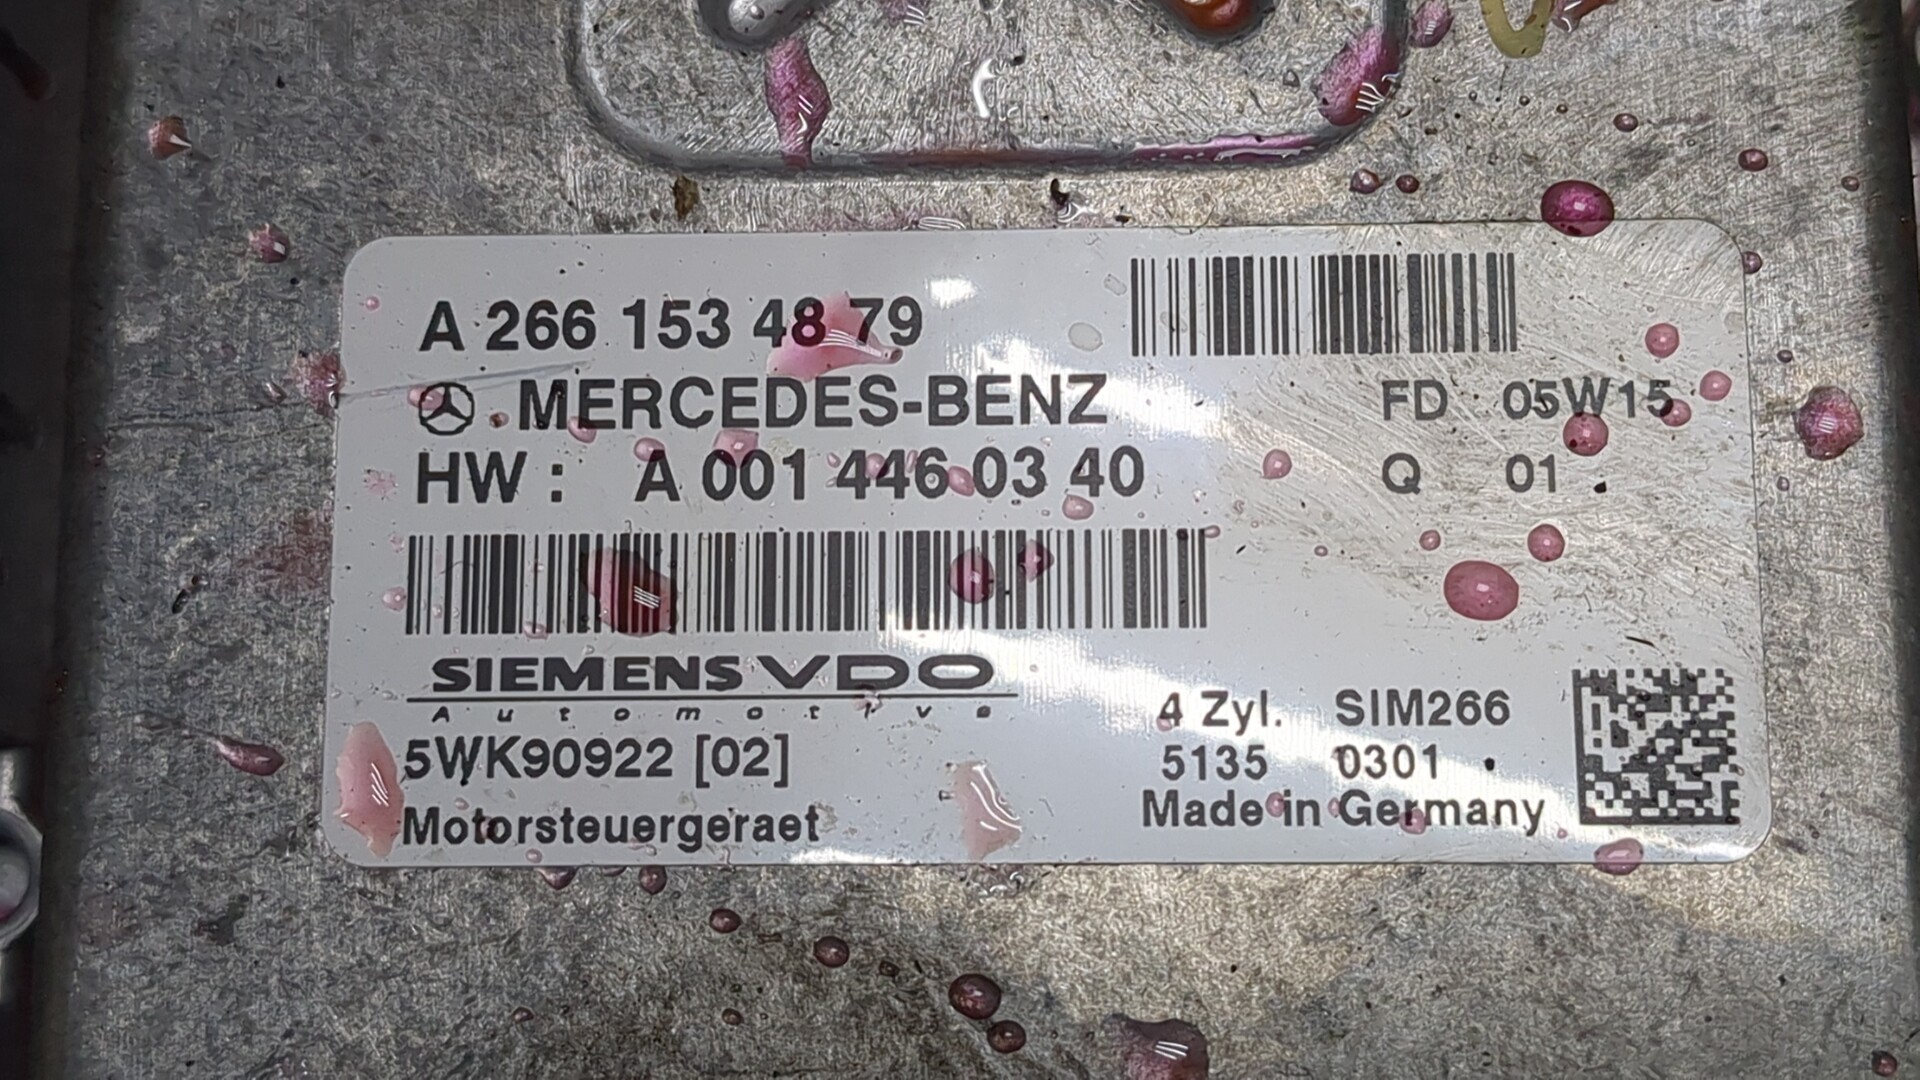 A 266 153 48 79
MERCEDES-BENZ FD 05W15
HW : A 001 446 03 40 Q 01
SIEMENS VDO
Automotive
4 Zyl. SIM266
5WK90922 [02] 5135 0301
Motorsteuergeraet Made in Germany